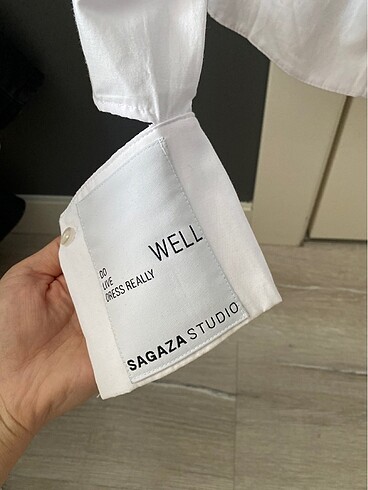 WELL
DO
LIVE
DRESS REALLY
SAGAZA STUDIO